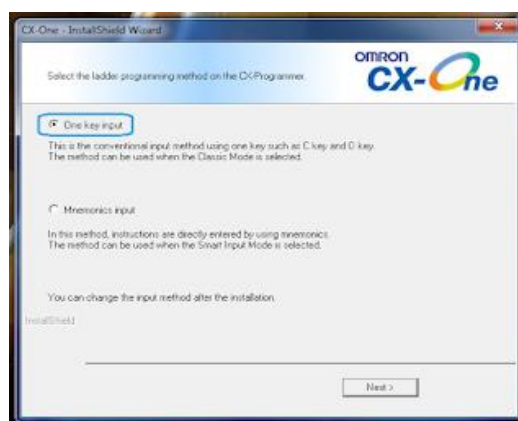 CX-One - InstallShield Wizard
Select the ladder programming method on the CX-Programmer.
OMRON
CX-One
One key input
This is the conventional input method using one key such as C key and O key.
The method can be used when the Classic Mode is selected.
Mnemonics input
In this method, instructions are directly entered by using mnemonics.
The method can be used when the Smart Input Mode is selected.
You can change the input method after the installation.
InstallShield
Next >